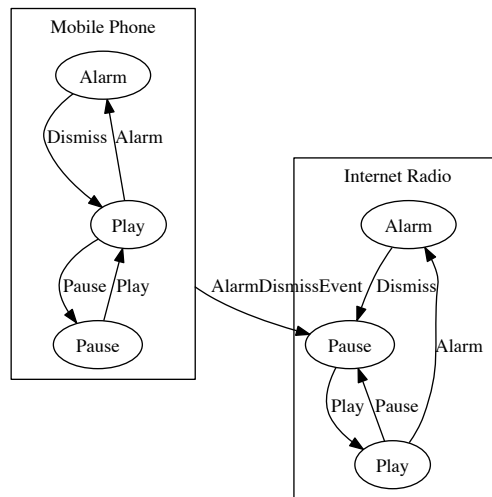 Mobile Phone
Alarm
Dismiss Alarm
Play
Pause Play
Pause
AlarmDismissEvent
Internet Radio
Alarm
Dismiss
Pause
Alarm
Play Pause
Play